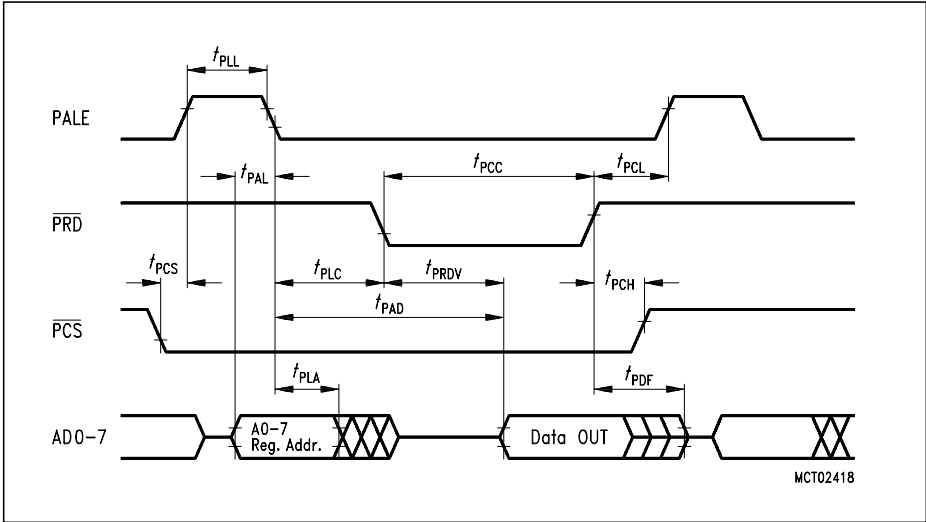 tPLL
PALE
tPAL
tPCC
tPCL
PRD
tPCS
tPLC
tPRDV
tPCH
PCS
tPAD
tPLA
tPDF
AD0-7
A0-7
Reg. Addr.
Data OUT
MCT02418